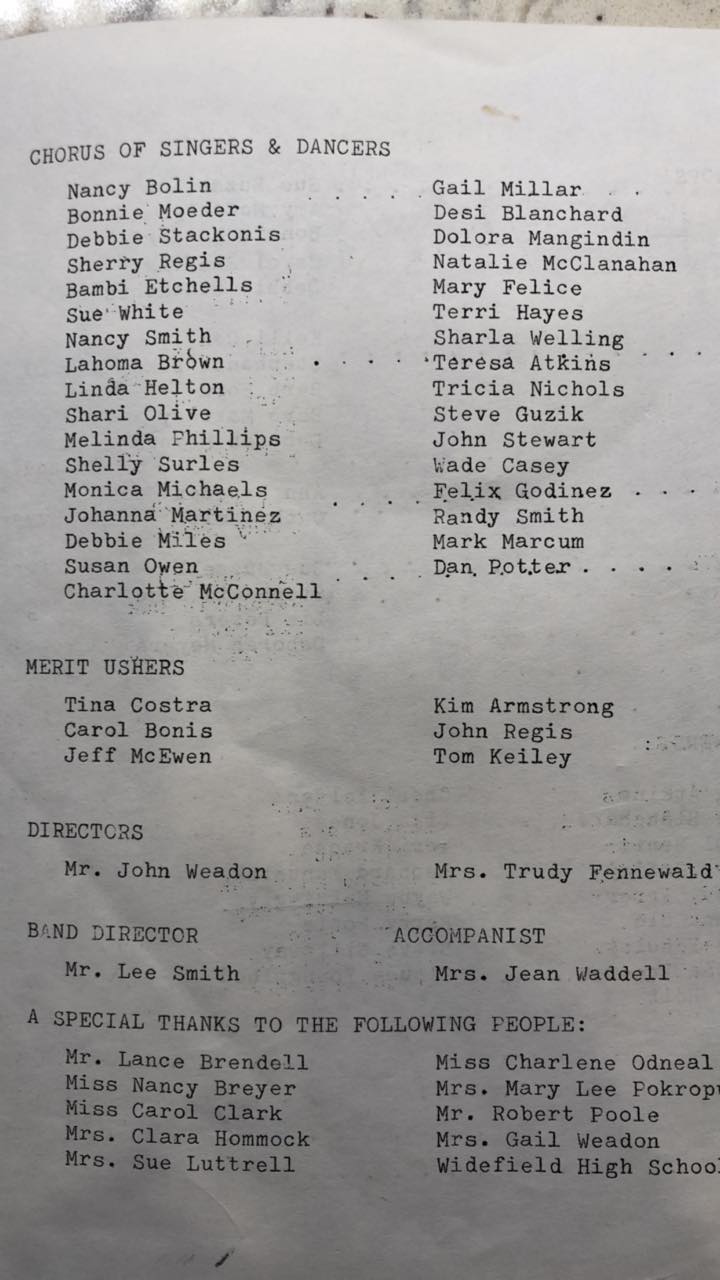 CHORUS OF SINGERS & DANCERS
Nancy Bolin Gail Millar
Bonnie Moeder Desi Blanchard
Debbie Stackonis Dolora Mangindin
Sherry Regis Natalie McClanahan
Bambi Etchells Mary Felice
Sue White Terri Hayes
Nancy Smith Sharla Welling
Lahoma Brown Teresa Atkins
Linda Helton Tricia Nichols
Shari Olive Steve Guzik
Melinda Phillips John Stewart
Shelly Surles Wade Casey
Monica Michaels Felix Godinez
Johanna Martinez Randy Smith
Debbie Miles Mark Marcum
Susan Owen Dan Potter
Charlotte McConnell
MERIT USHERS
Tina Costra Kim Armstrong
Carol Bonis John Regis
Jeff McEwen Tom Keiley
DIRECTORS
Mr. John Weadon Mrs. Trudy Fennewald
BAND DIRECTOR ACCOMPANIST
Mr. Lee Smith Mrs. Jean Waddell
A SPECIAL THANKS TO THE FOLLOWING PEOPLE:
Mr. Lance Brendell Miss Charlene Odneal
Miss Nancy Breyer Mrs. Mary Lee
Miss Carol Clark Mr. Robert Poole
Mrs. Clara Hommock Mrs. Gail Weadon
Mrs. Sue Luttrell Widefield High